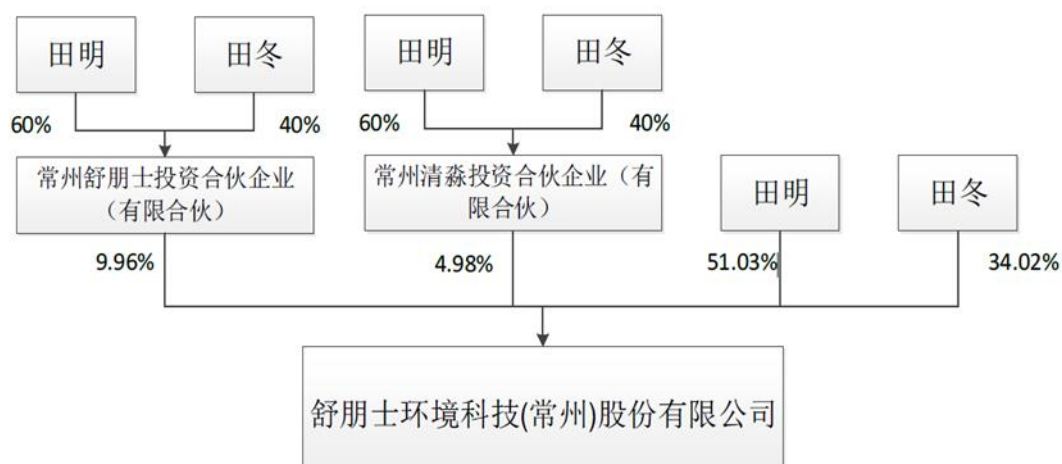 田明
田冬
田明
田冬
60%
40%
60%
40%
常州舒朋士投资合伙企业
（有限合伙）
常州清淼投资合伙企业（有
限合伙）
田明
田冬
9.96%
4.98%
51.03%
34.02%
舒朋士环境科技(常州)股份有限公司